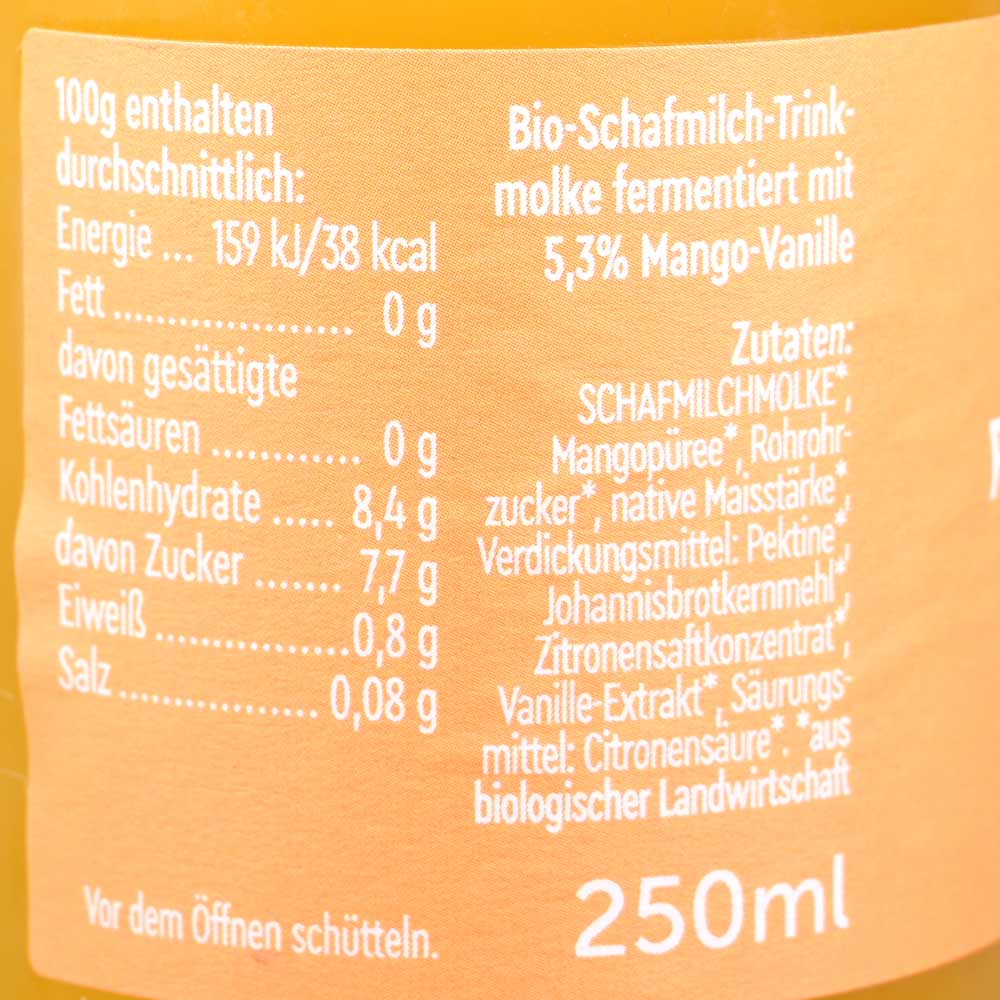 100g enthalten
durchschnittlich:
Energie ... 159 kJ/38 kcal
Fett .................. 0 g
davon gesättigte
Fettsäuren ............ 0 g
Kohlenhydrate ..... 8,4 g
davon Zucker ....... 7,7 g
Eiweiß ...............0,8 g
Salz ................ 0,08 g
Vor dem Öffnen schütteln.
Bio-Schafmilch-Trink-
molke fermentiert mit
5,3% Mango-Vanille
Zutaten:
SCHAFMILCHMOLKE*,
Mangopüree*, Rohrohr-
zucker*, native Maisstärke*,
Verdickungsmittel: Pektine*,
Johannisbrotkernmehl*,
Zitronensaftkonzentrat*,
Vanille-Extrakt*, Säurungs-
mittel: Citronensäure*. *aus
biologischer Landwirtschaft
250ml